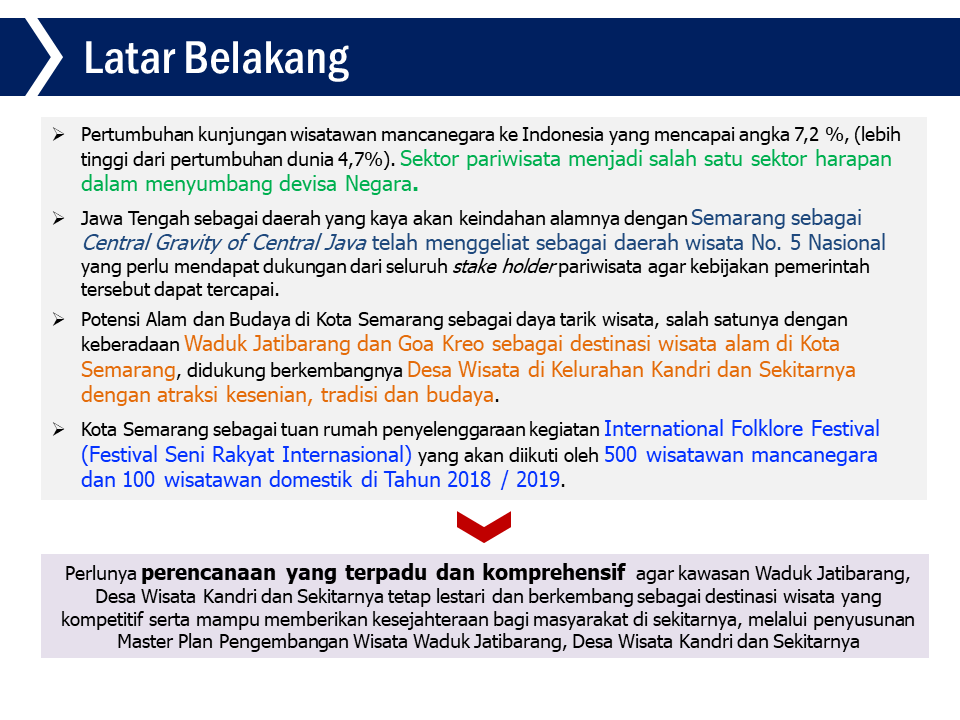 Latar Belakang
Pertumbuhan kunjungan wisatawan mancanegara ke Indonesia yang mencapai angka 7,2 %, (lebih
tinggi dari pertumbuhan dunia 4,7%). Sektor pariwisata menjadi salah satu sektor harapan
dalam menyumbang devisa Negara.
Jawa Tengah sebagai daerah yang kaya akan keindahan alamnya dengan Semarang sebagai
Central Gravity of Central Java telah menggeliat sebagai daerah wisata No. 5 Nasional
yang perlu mendapat dukungan dari seluruh stake holder pariwisata agar kebijakan pemerintah
tersebut dapat tercapai.
Potensi Alam dan Budaya di Kota Semarang sebagai daya tarik wisata, salah satunya dengan
keberadaan Waduk Jatibarang dan Goa Kreo sebagai destinasi wisata alam di Kota
Semarang, didukung berkembangnya Desa Wisata di Kelurahan Kandri dan Sekitarnya
dengan atraksi kesenian, tradisi dan budaya.
Kota Semarang sebagai tuan rumah penyelenggaraan kegiatan International Folklore Festival
(Festival Seni Rakyat Internasional) yang akan diikuti oleh 500 wisatawan mancanegara
dan 100 wisatawan domestik di Tahun 2018 / 2019.
Perlunya perencanaan yang terpadu dan komprehensif agar kawasan Waduk Jatibarang,
Desa Wisata Kandri dan Sekitarnya tetap lestari dan berkembang sebagai destinasi wisata yang
kompetitif serta mampu memberikan kesejahteraan bagi masyarakat di sekitarnya, melalui penyusunan
Master Plan Pengembangan Wisata Waduk Jatibarang, Desa Wisata Kandri dan Sekitarnya